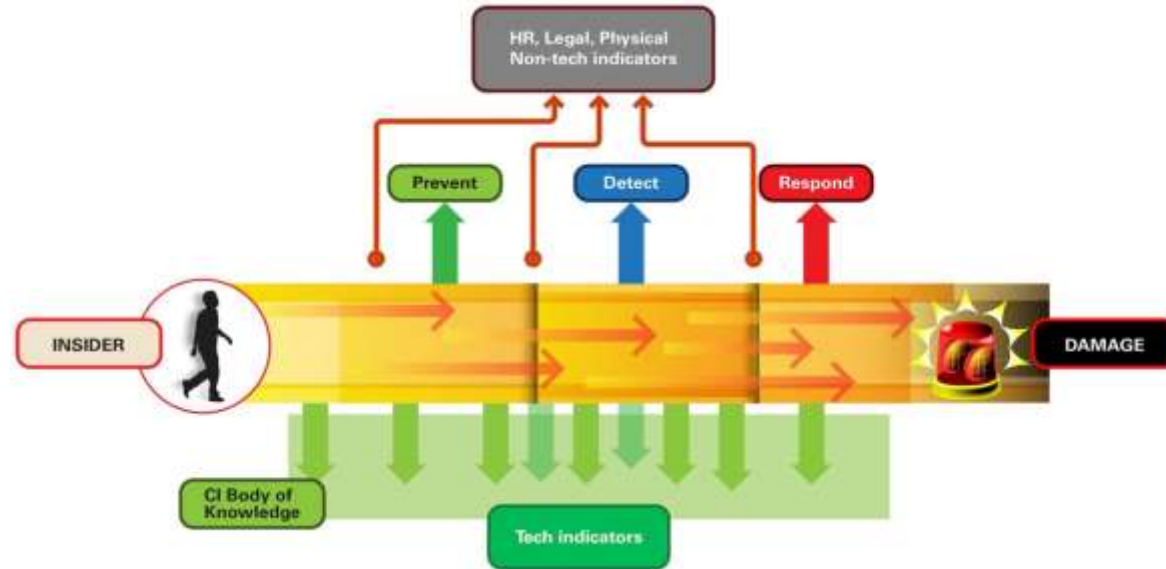 HR, Legal, Physical
Non-tech indicators
Prevent
Detect
Respond
INSIDER
DAMAGE
CI Body of
Knowledge
Tech indicators